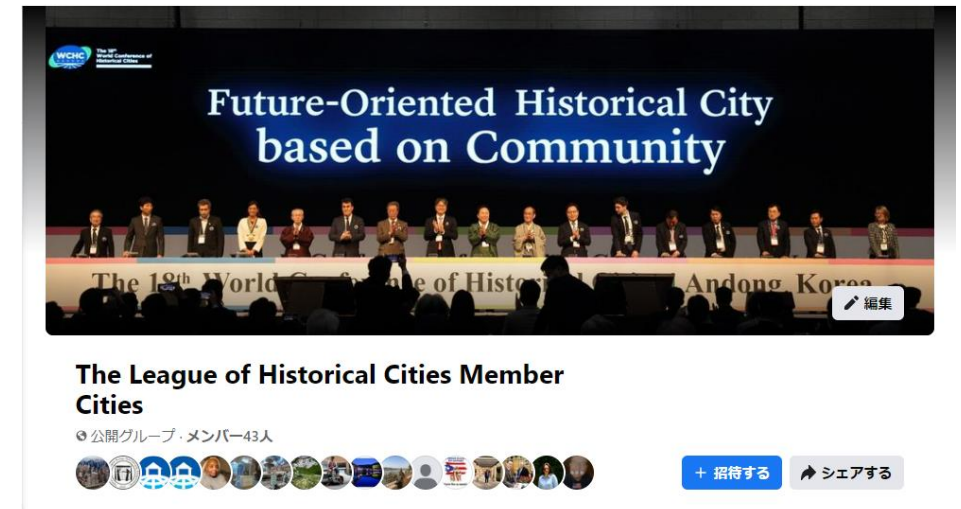 WCHC
The 18th
World Conference of
Historical Cities
Future-Oriented Historical City
based on Community
The 18th World of Hist Andong Korea
編集
The League of Historical Cities Member
Cities
公開グループ · メンバー43人
+ 招待する
シェアする